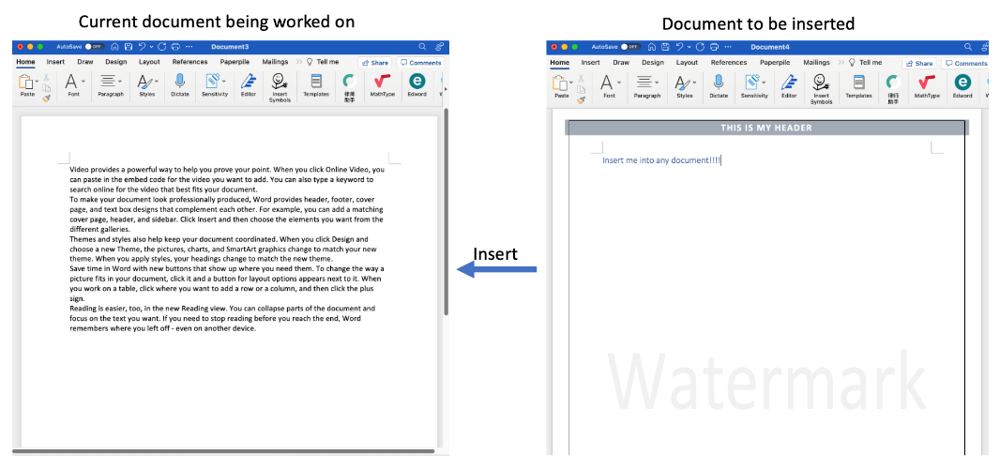 Current document being worked on
AutoSave OFF Document3
Home Insert Draw Design Layout References Paperpile Mailings Tell me Share Comments
Paste Font Paragraph Styles Dictate Sensitivity Editor Insert Symbols Templates 律师助手 MathType Edword
Video provides a powerful way to help you prove your point. When you click Online Video, you
can paste in the embed code for the video you want to add. You can also type a keyword to
search online for the video that best fits your document.
To make your document look professionally produced, Word provides header, footer, cover
page, and text box designs that complement each other. For example, you can add a matching
cover page, header, and sidebar. Click Insert and then choose the elements you want from the
different galleries.
Themes and styles also help keep your document coordinated. When you click Design and
choose a new Theme, the pictures, charts, and SmartArt graphics change to match your new
theme. When you apply styles, your headings change to match the new theme.
Save time in Word with new buttons that show up where you need them. To change the way a
picture fits in your document, click it and a button for layout options appears next to it. When
you work on a table, click where you want to add a row or a column, and then click the plus
sign.
Reading is easier, too, in the new Reading view. You can collapse parts of the document and
focus on the text you want. If you need to stop reading before you reach the end, Word
remembers where you left off - even on another device.
Insert
Document to be inserted
AutoSave OFF Document4
Home Insert Draw Design Layout References Paperpile Mailings Tell me Share Comments
Paste Font Paragraph Styles Dictate Sensitivity Editor Insert Symbols Templates 律师助手 MathType Edword
THIS IS MY HEADER
Insert me into any document!!!!
Watermark